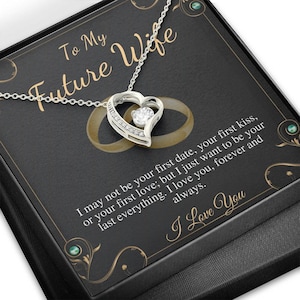 To My
Future Wife
I may not be your first date, your first kiss,
or your first love; but I just want to be your
last everything. I love you, forever and
always.
I Love You